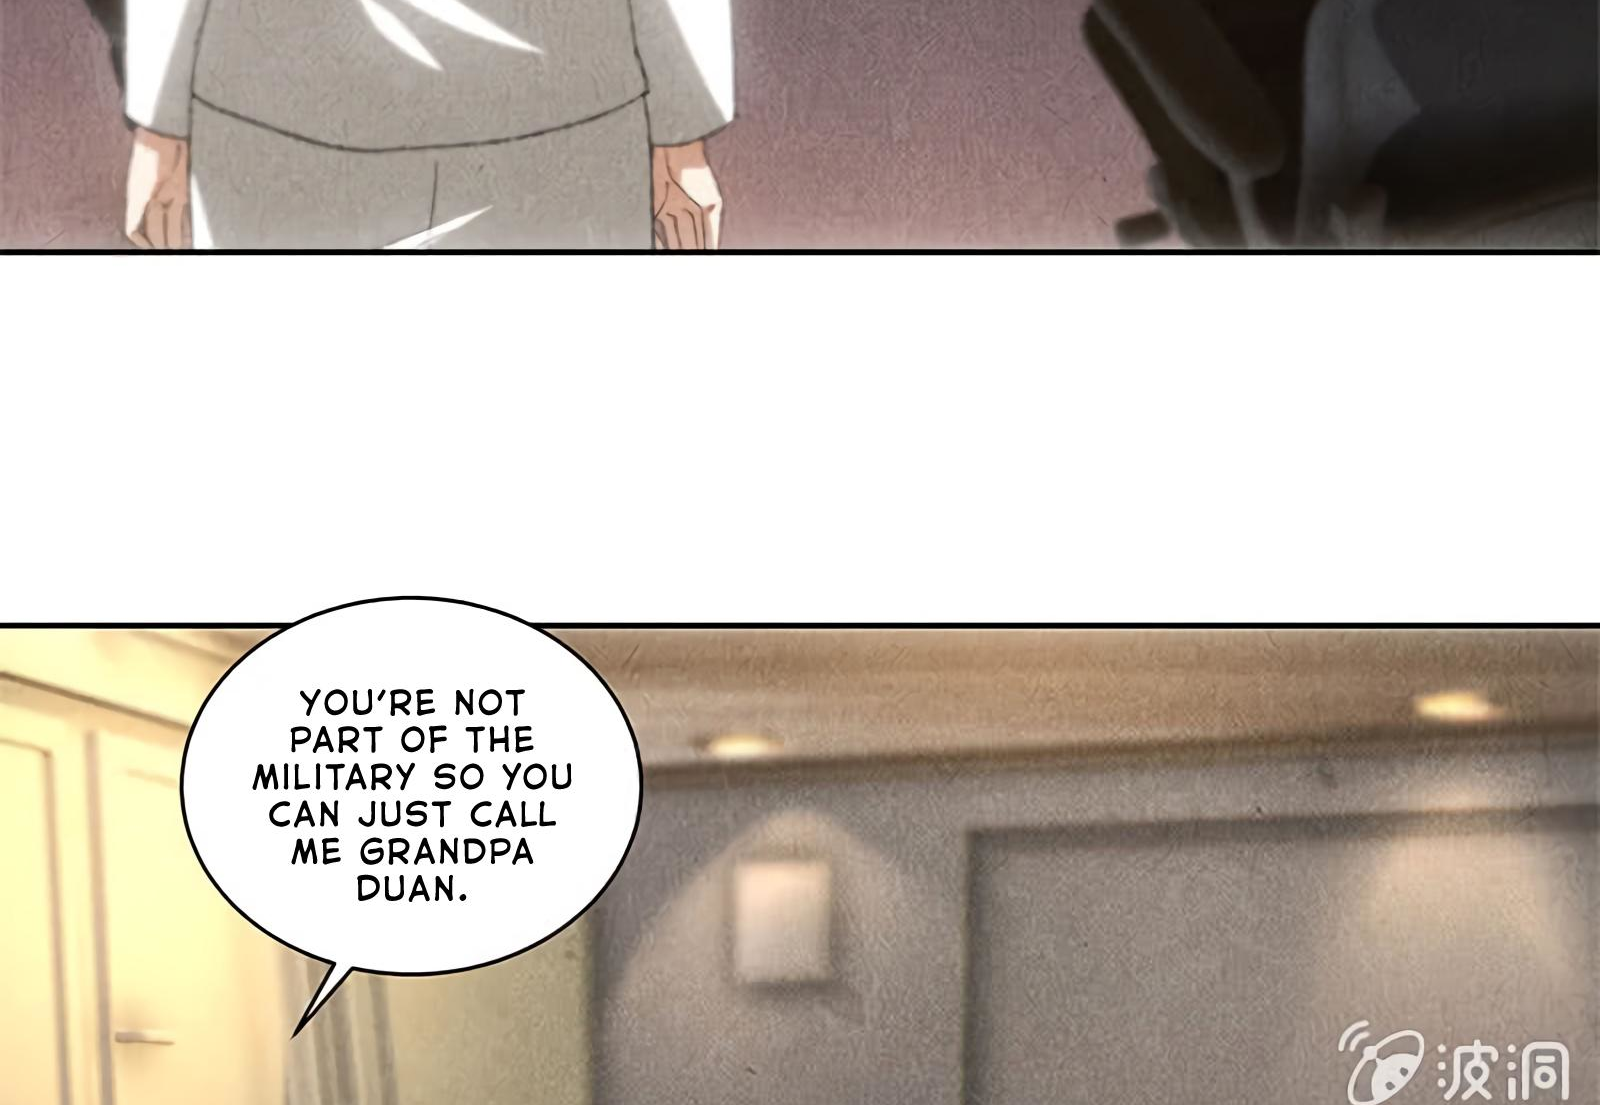 YOU'RE NOT
PART OF THE
MILITARY SO YOU
CAN JUST CALL
ME GRANDPA
DUAN.
波洞